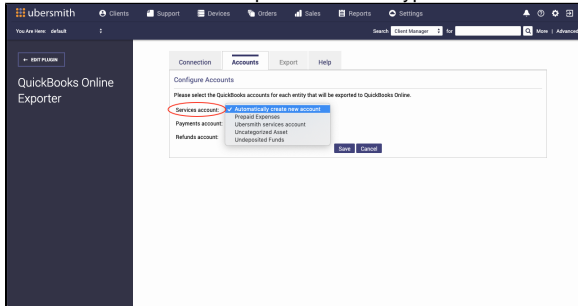 ubersmith Clients Support Devices Orders Sales Reports Settings
You Are Here: default Search Client Manager for More | Advanced
← EDIT PLUGIN
QuickBooks Online
Exporter
Connection Accounts Export Help
Configure Accounts
Please select the QuickBooks accounts for each entity that will be exported to QuickBooks Online.
Services account: ✓ Automatically create new account
Prepaid Expenses
Payments account: Ubersmith services account
Uncategorized Asset
Refunds account: Undeposited Funds
Save Cancel